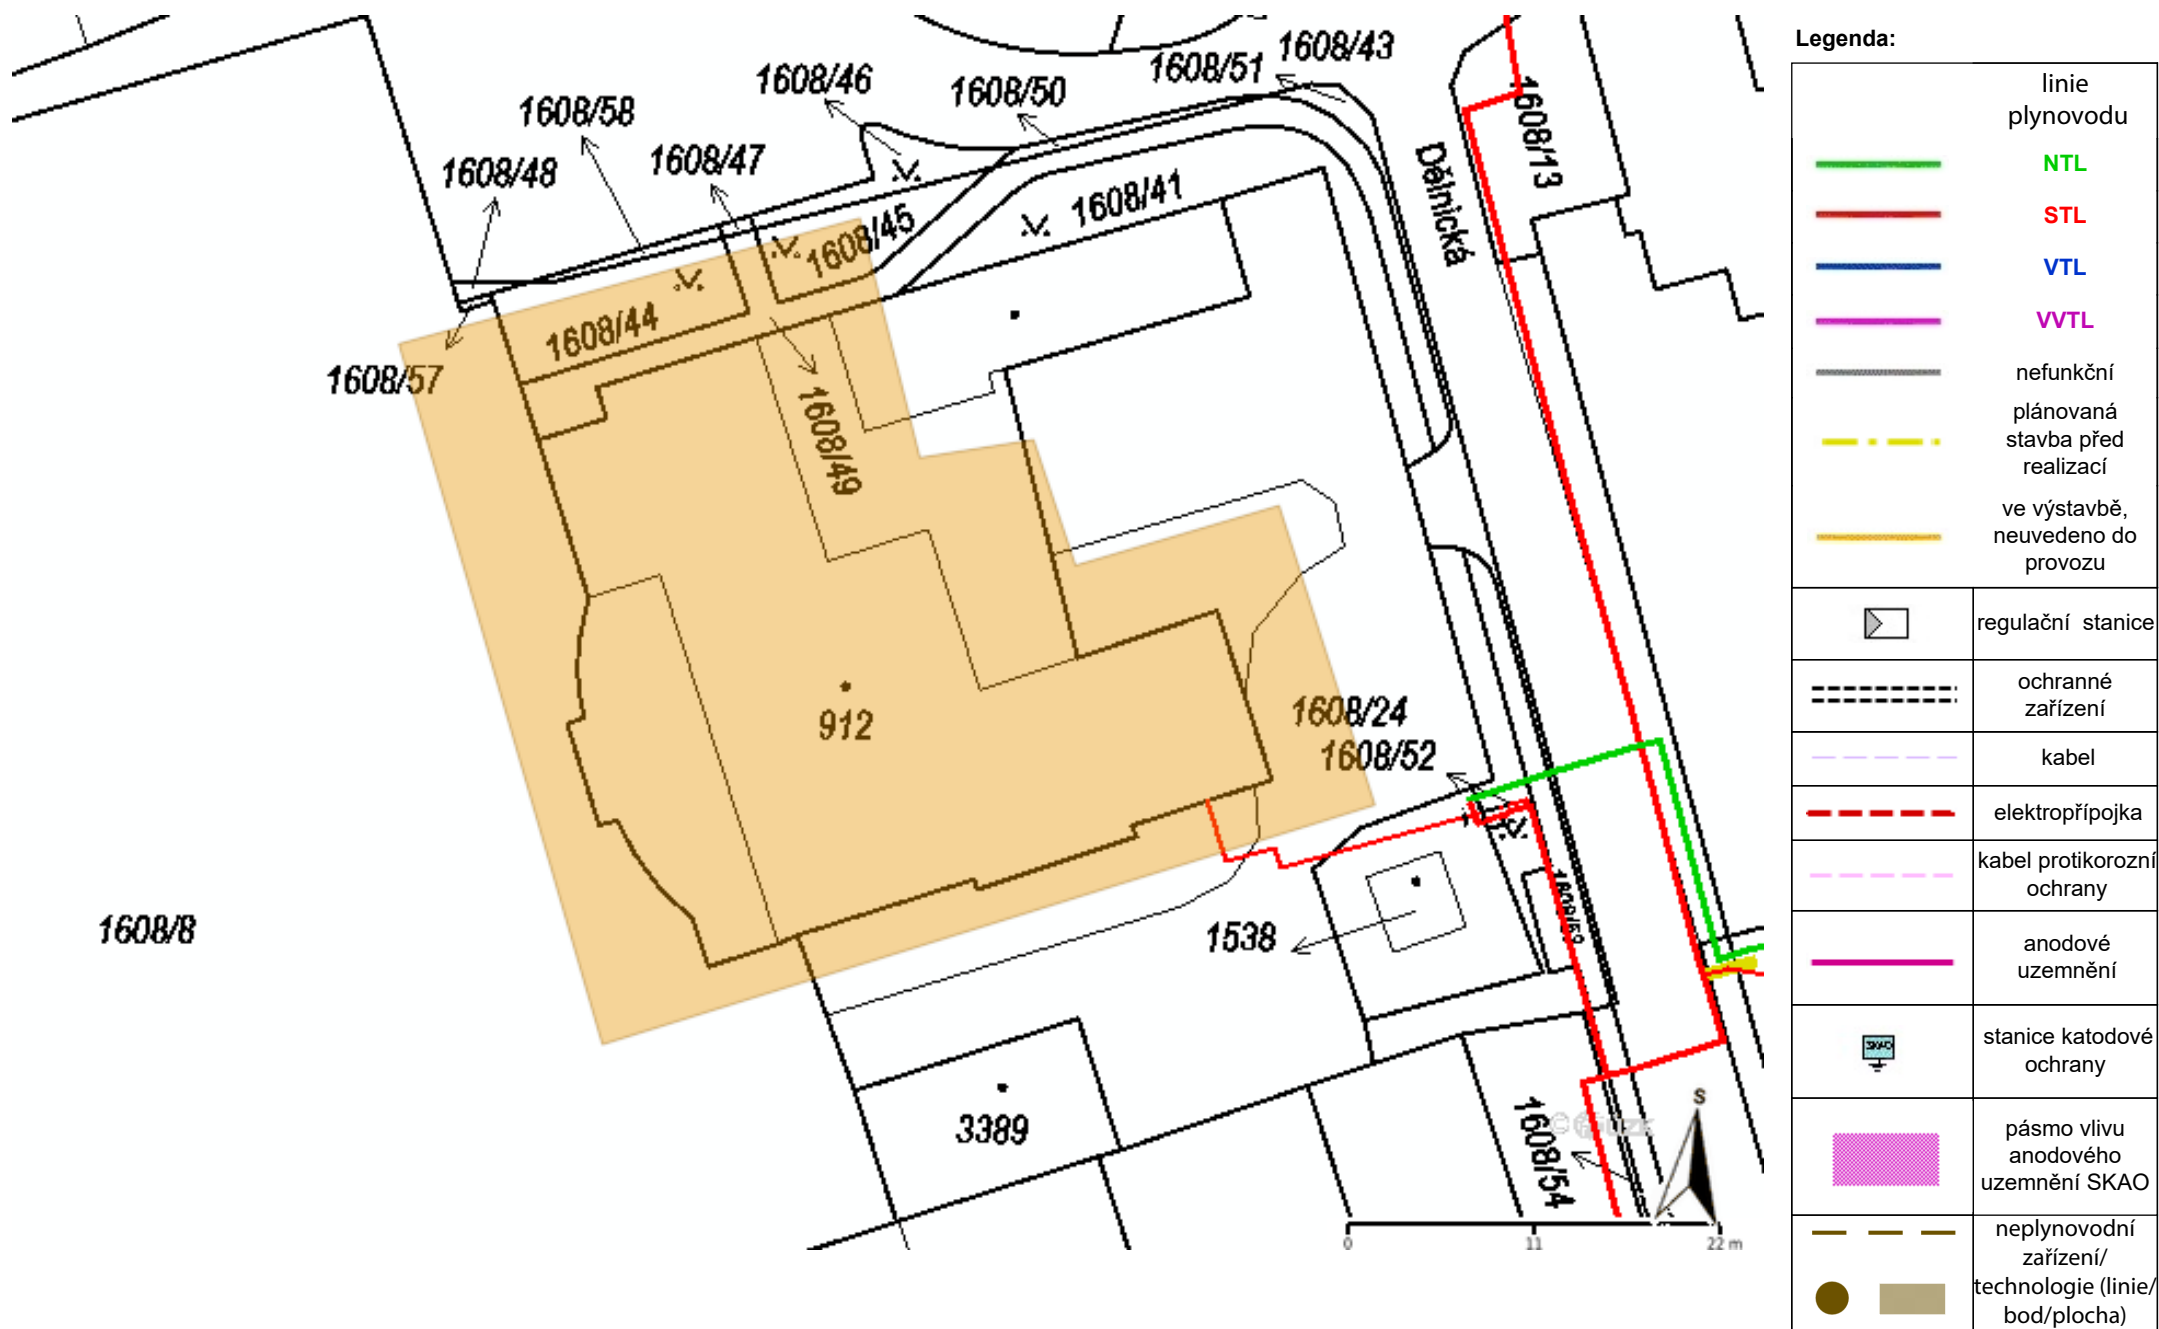 1608/43
1608/51
1608/46
1608/50
1608/58
1608/47
1608/48
1608/13
Dělnická
1608/41
1608/45
1608/44
1608/57
1608/49
912
1608/24
1608/52
1608/8
1538
3389
1608/54
S
0
11
22 m
Legenda:
linie
plynovodu
NTL
STL
VTL
VVTL
nefunkční
plánovaná
stavba před
realizací
ve výstavbě,
neuvedeno do
provozu
regulační stanice
ochranné
zařízení
kabel
elektropřípojka
kabel protikorozní
ochrany
anodové
uzemnění
SKAO
stanice katodové
ochrany
pásmo vlivu
anodového
uzemnění SKAO
neplynovodní
zařízení/
technologie (linie/
bod/plocha)